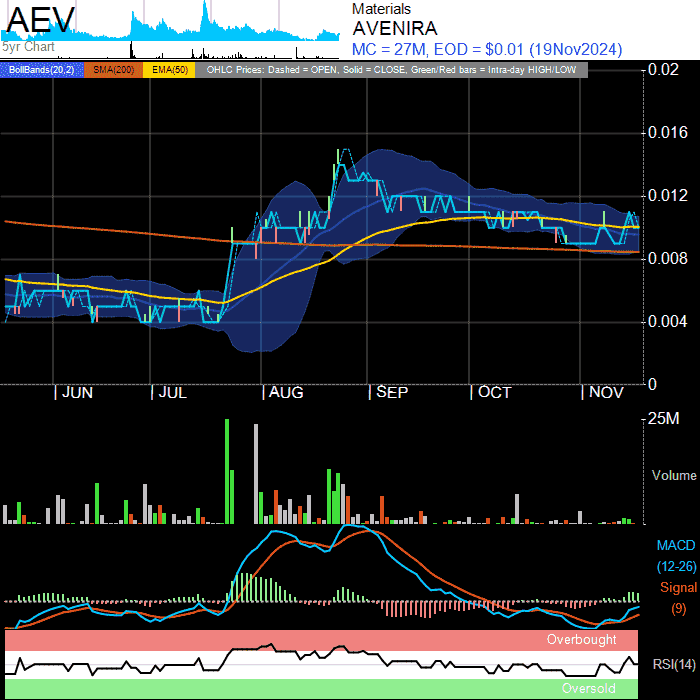 AEV
5yr Chart
Materials
AVENIRA
MC = 27M, EOD = $0.01 (19Nov2024)
BollBands(20,2) SMA(200) EMA(50) OHLC Prices: Dashed = OPEN, Solid = CLOSE, Green/Red bars = Intra-day HIGH/LOW
0.02
0.016
0.012
0.008
0.004
0
JUN JUL AUG SEP OCT NOV
25M
Volume
MACD
(12-26)
Signal
(9)
Overbought
RSI(14)
Oversold